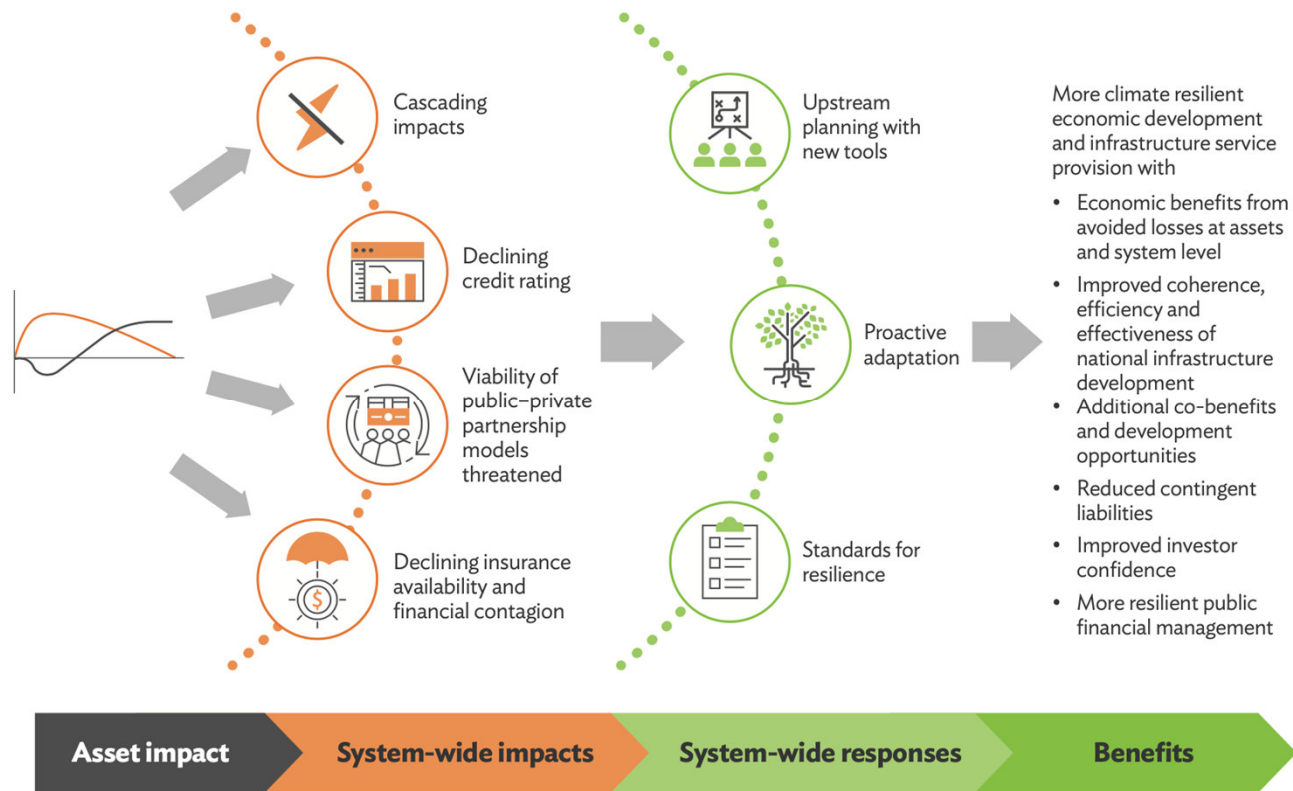 Cascading
impacts
Declining
credit rating
Viability of
public–private
partnership
models
threatened
Declining insurance
availability and
financial contagion
Upstream
planning with
new tools
Proactive
adaptation
Standards for
resilience
More climate resilient
economic development
and infrastructure service
provision with
• Economic benefits from
avoided losses at assets
and system level
• Improved coherence,
efficiency and
effectiveness of
national infrastructure
development
• Additional co-benefits
and development
opportunities
• Reduced contingent
liabilities
• Improved investor
confidence
• More resilient public
financial management
Asset impact
System-wide impacts
System-wide responses
Benefits